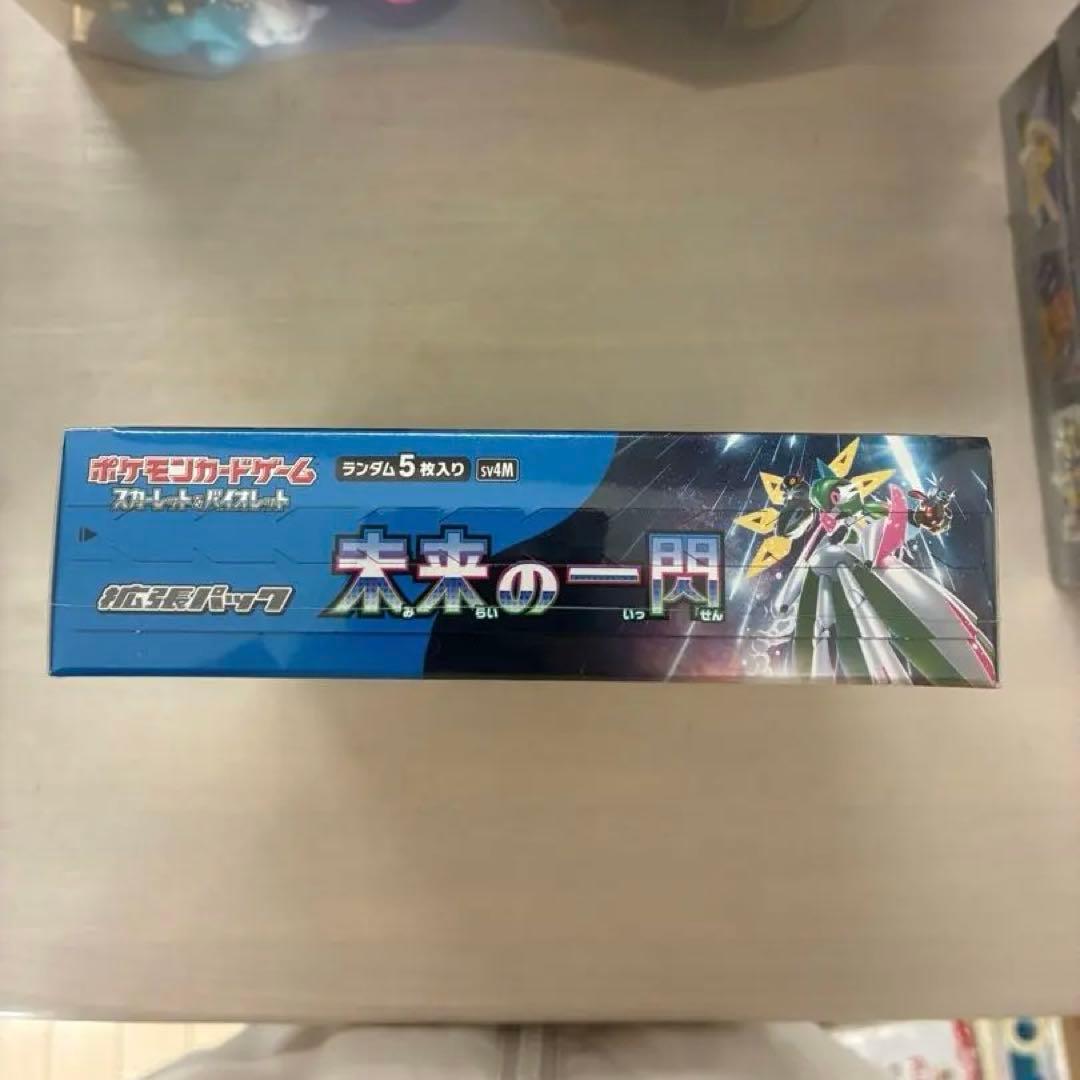 ポケモンカードゲーム
スカーレット&バイオレット
ランダム5枚入り SV4M
拡張パック
未来の一閃
み らい いっ せん